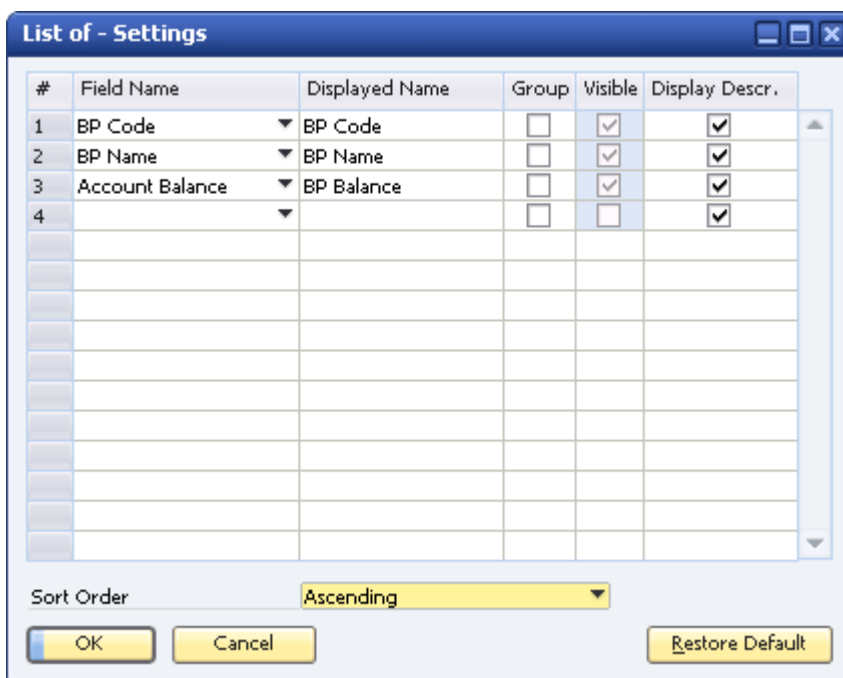 List of - Settings
# Field Name Displayed Name Group Visible Display Descr.
1 BP Code BP Code
2 BP Name BP Name
3 Account Balance BP Balance
4
Sort Order Ascending
OK Cancel Restore Default